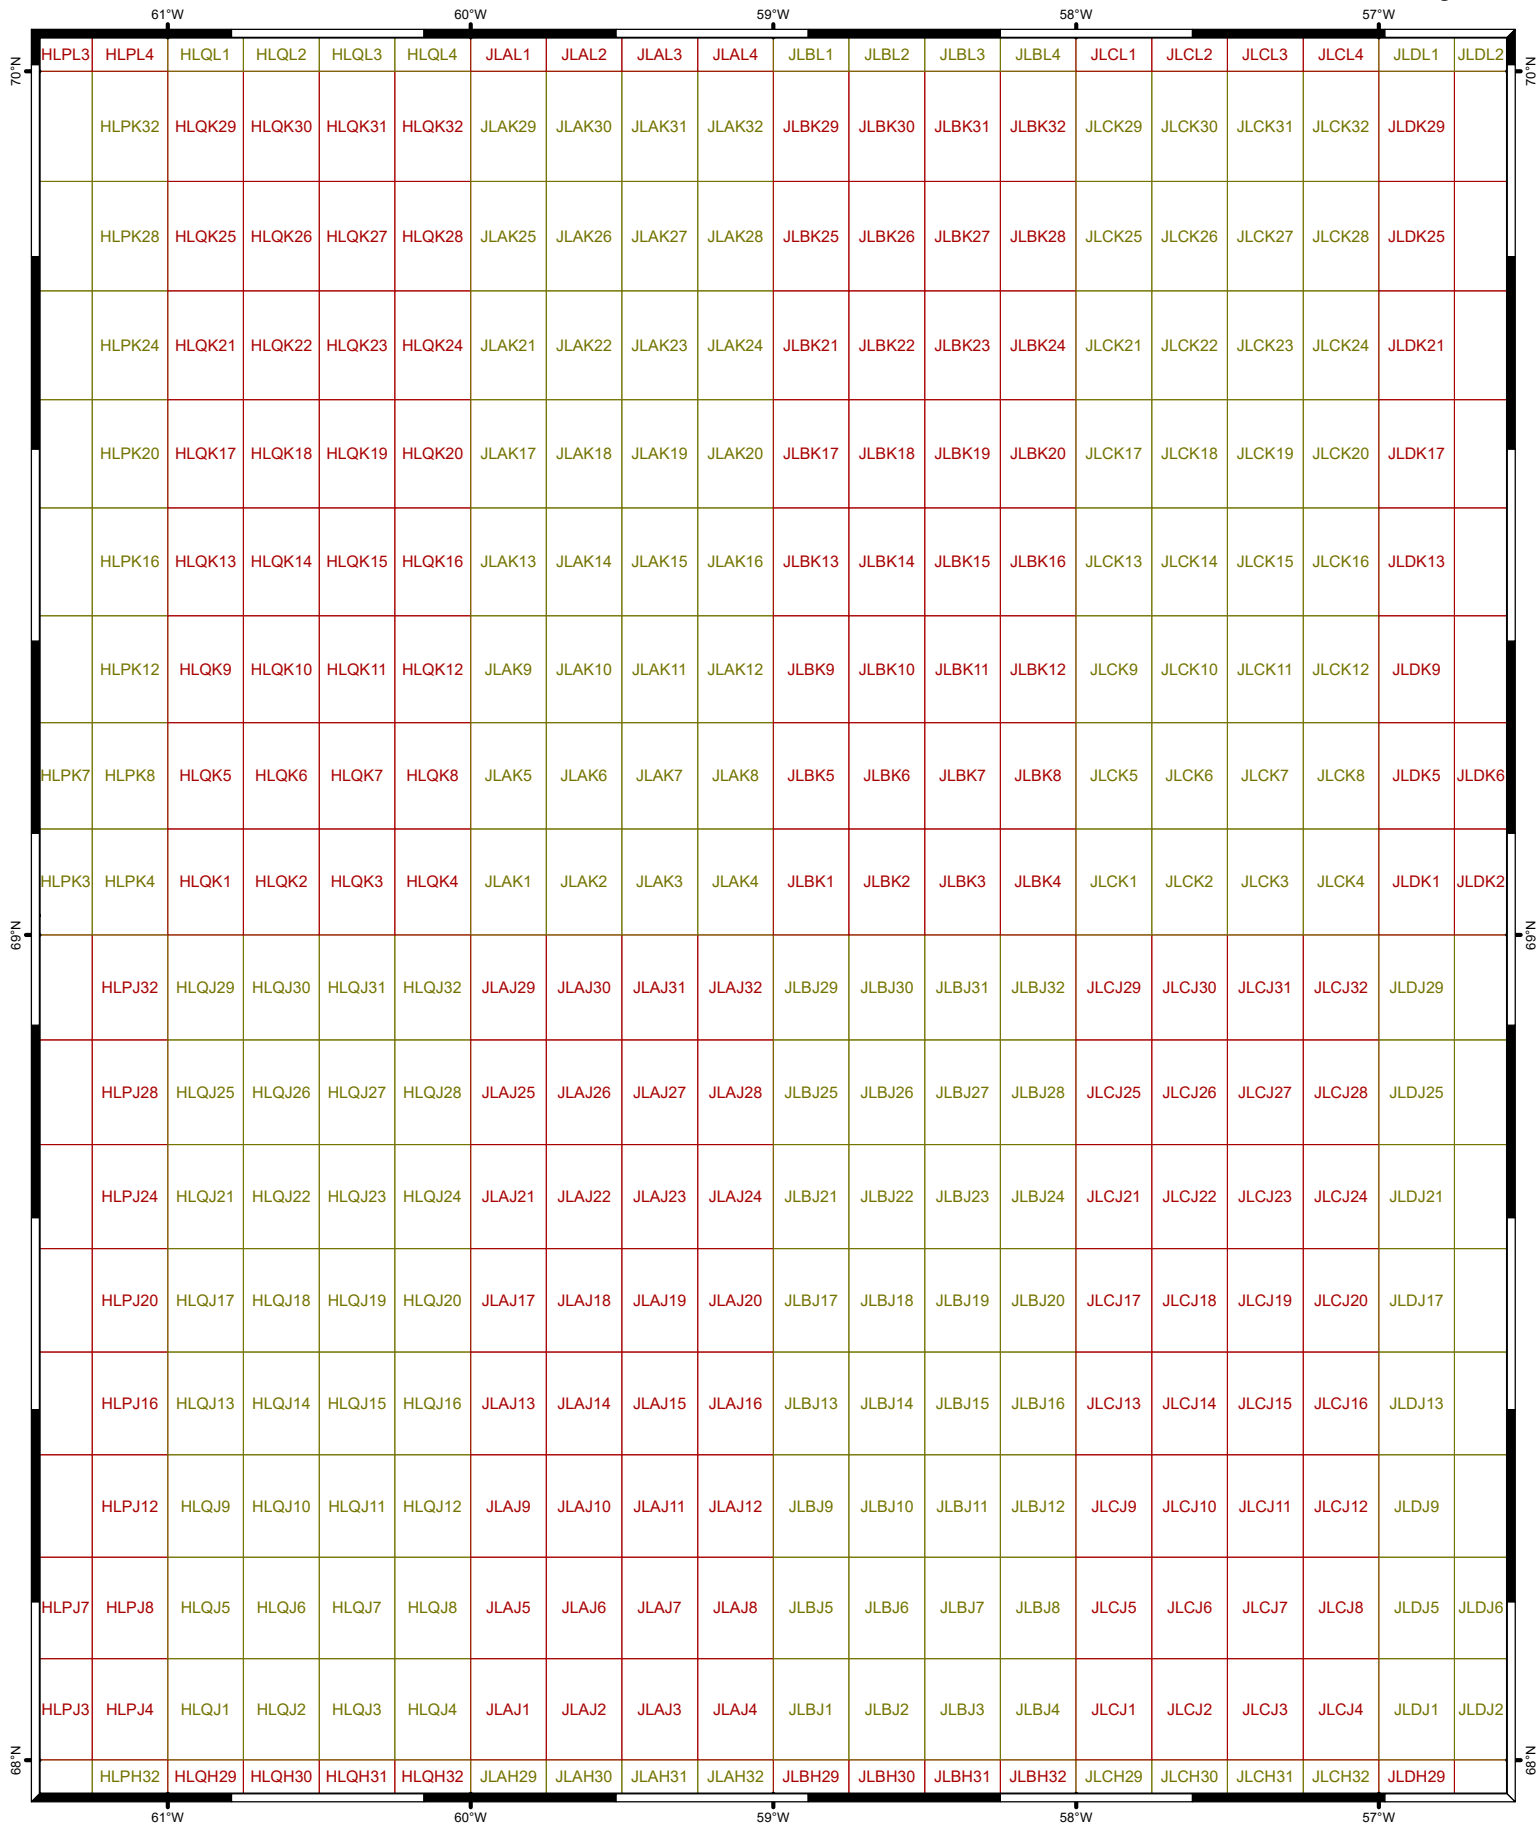 61°W 60°W 59°W 58°W 57°W
HLPL3 HLPL4 HLQL1 HLQL2 HLQL3 HLQL4 JLAL1 JLAL2 JLAL3 JLAL4 JLBL1 JLBL2 JLBL3 JLBL4 JLCL1 JLCL2 JLCL3 JLCL4 JLDL1 JLDL2
70°N 70°N
HLPK32 HLQK29 HLQK30 HLQK31 HLQK32 JLAK29 JLAK30 JLAK31 JLAK32 JLBK29 JLBK30 JLBK31 JLBK32 JLCK29 JLCK30 JLCK31 JLCK32 JLDK29
HLPK28 HLQK25 HLQK26 HLQK27 HLQK28 JLAK25 JLAK26 JLAK27 JLAK28 JLBK25 JLBK26 JLBK27 JLBK28 JLCK25 JLCK26 JLCK27 JLCK28 JLDK25
HLPK24 HLQK21 HLQK22 HLQK23 HLQK24 JLAK21 JLAK22 JLAK23 JLAK24 JLBK21 JLBK22 JLBK23 JLBK24 JLCK21 JLCK22 JLCK23 JLCK24 JLDK21
HLPK20 HLQK17 HLQK18 HLQK19 HLQK20 JLAK17 JLAK18 JLAK19 JLAK20 JLBK17 JLBK18 JLBK19 JLBK20 JLCK17 JLCK18 JLCK19 JLCK20 JLDK17
HLPK16 HLQK13 HLQK14 HLQK15 HLQK16 JLAK13 JLAK14 JLAK15 JLAK16 JLBK13 JLBK14 JLBK15 JLBK16 JLCK13 JLCK14 JLCK15 JLCK16 JLDK13
HLPK12 HLQK9 HLQK10 HLQK11 HLQK12 JLAK9 JLAK10 JLAK11 JLAK12 JLBK9 JLBK10 JLBK11 JLBK12 JLCK9 JLCK10 JLCK11 JLCK12 JLDK9
HLPK7 HLPK8 HLQK5 HLQK6 HLQK7 HLQK8 JLAK5 JLAK6 JLAK7 JLAK8 JLBK5 JLBK6 JLBK7 JLBK8 JLCK5 JLCK6 JLCK7 JLCK8 JLDK5 JLDK6
HLPK3 HLPK4 HLQK1 HLQK2 HLQK3 HLQK4 JLAK1 JLAK2 JLAK3 JLAK4 JLBK1 JLBK2 JLBK3 JLBK4 JLCK1 JLCK2 JLCK3 JLCK4 JLDK1 JLDK2
69°N 69°N
HLPJ32 HLQJ29 HLQJ30 HLQJ31 HLQJ32 JLAJ29 JLAJ30 JLAJ31 JLAJ32 JLBJ29 JLBJ30 JLBJ31 JLBJ32 JLCJ29 JLCJ30 JLCJ31 JLCJ32 JLDJ29
HLPJ28 HLQJ25 HLQJ26 HLQJ27 HLQJ28 JLAJ25 JLAJ26 JLAJ27 JLAJ28 JLBJ25 JLBJ26 JLBJ27 JLBJ28 JLCJ25 JLCJ26 JLCJ27 JLCJ28 JLDJ25
HLPJ24 HLQJ21 HLQJ22 HLQJ23 HLQJ24 JLAJ21 JLAJ22 JLAJ23 JLAJ24 JLBJ21 JLBJ22 JLBJ23 JLBJ24 JLCJ21 JLCJ22 JLCJ23 JLCJ24 JLDJ21
HLPJ20 HLQJ17 HLQJ18 HLQJ19 HLQJ20 JLAJ17 JLAJ18 JLAJ19 JLAJ20 JLBJ17 JLBJ18 JLBJ19 JLBJ20 JLCJ17 JLCJ18 JLCJ19 JLCJ20 JLDJ17
HLPJ16 HLQJ13 HLQJ14 HLQJ15 HLQJ16 JLAJ13 JLAJ14 JLAJ15 JLAJ16 JLBJ13 JLBJ14 JLBJ15 JLBJ16 JLCJ13 JLCJ14 JLCJ15 JLCJ16 JLDJ13
HLPJ12 HLQJ9 HLQJ10 HLQJ11 HLQJ12 JLAJ9 JLAJ10 JLAJ11 JLAJ12 JLBJ9 JLBJ10 JLBJ11 JLBJ12 JLCJ9 JLCJ10 JLCJ11 JLCJ12 JLDJ9
HLPJ7 HLPJ8 HLQJ5 HLQJ6 HLQJ7 HLQJ8 JLAJ5 JLAJ6 JLAJ7 JLAJ8 JLBJ5 JLBJ6 JLBJ7 JLBJ8 JLCJ5 JLCJ6 JLCJ7 JLCJ8 JLDJ5 JLDJ6
HLPJ3 HLPJ4 HLQJ1 HLQJ2 HLQJ3 HLQJ4 JLAJ1 JLAJ2 JLAJ3 JLAJ4 JLBJ1 JLBJ2 JLBJ3 JLBJ4 JLCJ1 JLCJ2 JLCJ3 JLCJ4 JLDJ1 JLDJ2
68°N 68°N
HLPH32 HLQH29 HLQH30 HLQH31 HLQH32 JLAH29 JLAH30 JLAH31 JLAH32 JLBH29 JLBH30 JLBH31 JLBH32 JLCH29 JLCH30 JLCH31 JLCH32 JLDH29
61°W 60°W 59°W 58°W 57°W